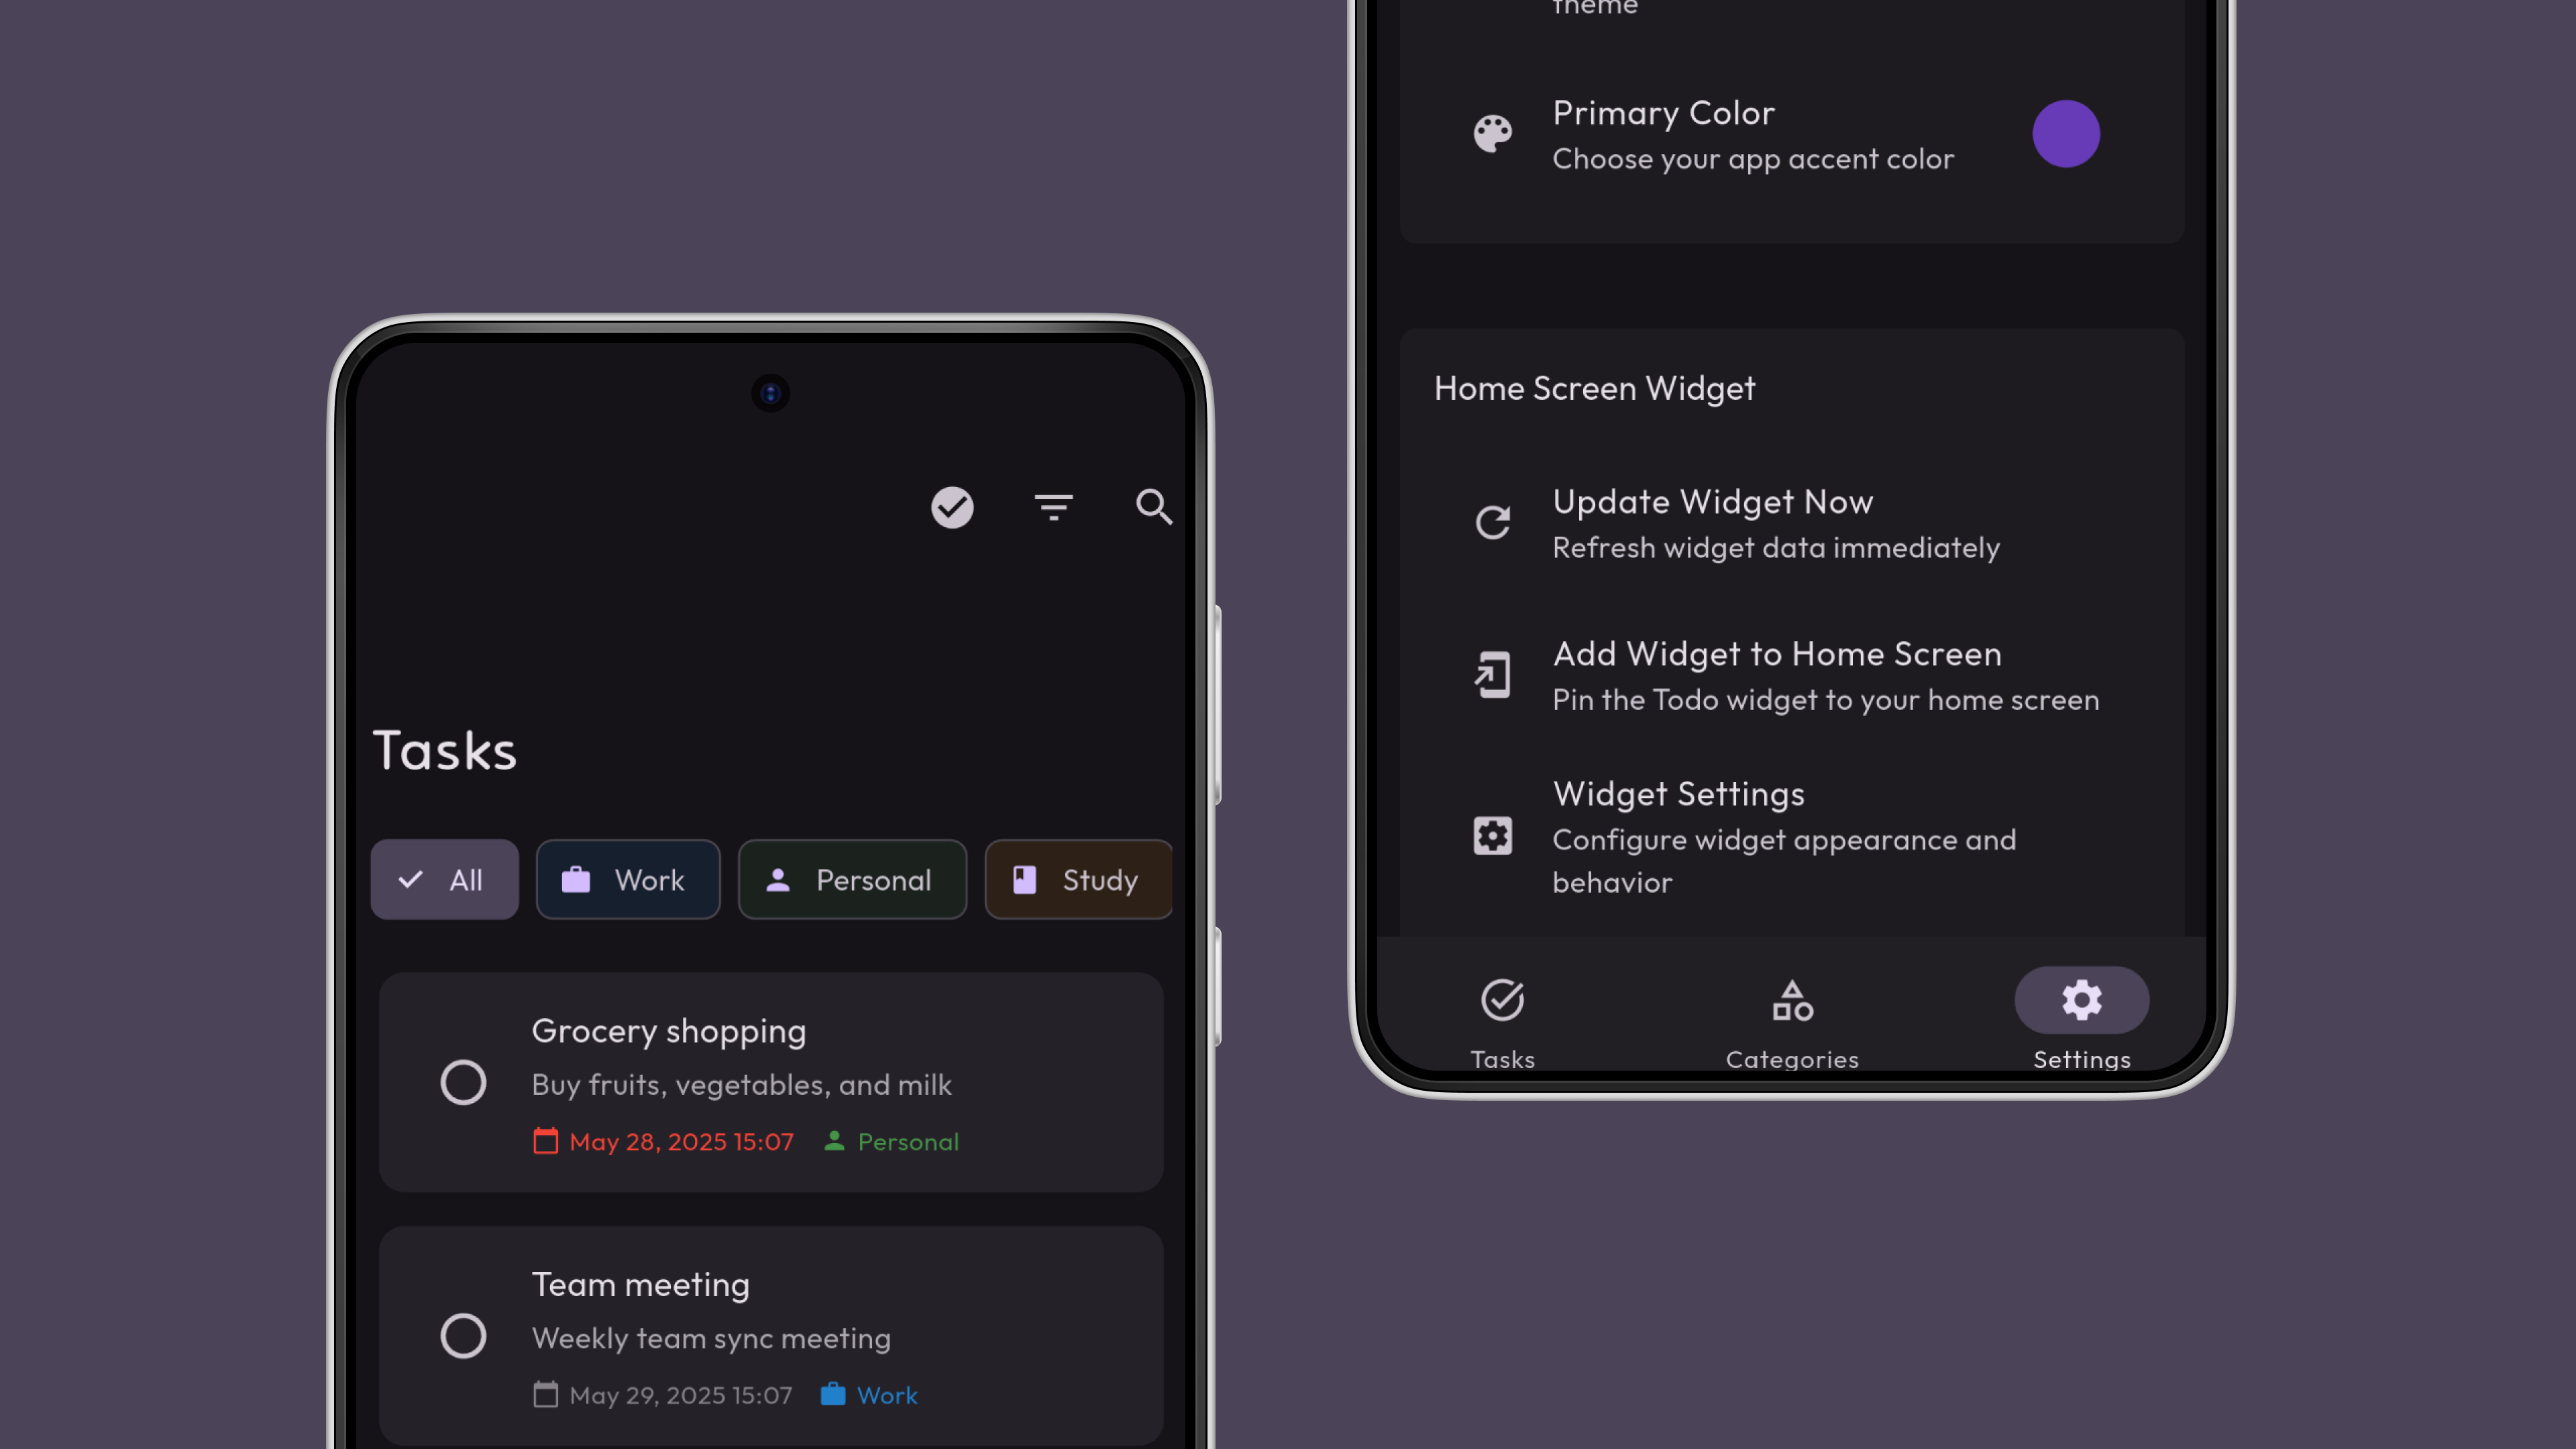 Tasks
All
Work
Personal
Study
Grocery shopping
Buy fruits, vegetables, and milk
May 28, 2025 15:07
Personal
Team meeting
Weekly team sync meeting
May 29, 2025 15:07
Work
theme
Primary Color
Choose your app accent color
Home Screen Widget
Update Widget Now
Refresh widget data immediately
Add Widget to Home Screen
Pin the Todo widget to your home screen
Widget Settings
Configure widget appearance and
behavior
Tasks
Categories
Settings